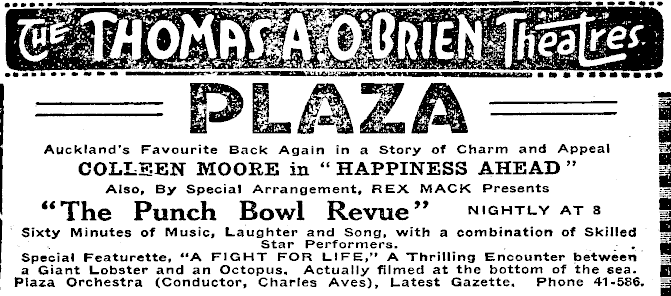 The THOMAS A. O'BRIEN Theatres
PLAZA
Auckland's Favourite Back Again in a Story of Charm and Appeal
COLLEEN MOORE in "HAPPINESS AHEAD"
Also, By Special Arrangement, REX MACK Presents
"The Punch Bowl Revue" NIGHTLY AT 8
Sixty Minutes of Music, Laughter and Song, with a combination of Skilled
Star Performers.
Special Featurette, "A FIGHT FOR LIFE," A Thrilling Encounter between
a Giant Lobster and an Octopus. Actually filmed at the bottom of the sea.
Plaza Orchestra (Conductor, Charles Aves), Latest Gazette. Phone 41-586.